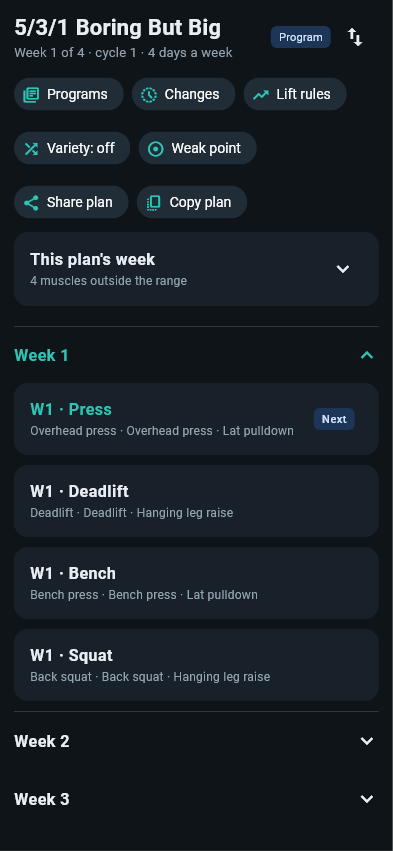 5/3/1 Boring But Big
Week 1 of 4 · cycle 1 · 4 days a week
Program
Programs
Changes
Lift rules
Variety: off
Weak point
Share plan
Copy plan
This plan's week
4 muscles outside the range
Week 1
W1 · Press
Overhead press · Overhead press · Lat pulldown
Next
W1 · Deadlift
Deadlift · Deadlift · Hanging leg raise
W1 · Bench
Bench press · Bench press · Lat pulldown
W1 · Squat
Back squat · Back squat · Hanging leg raise
Week 2
Week 3